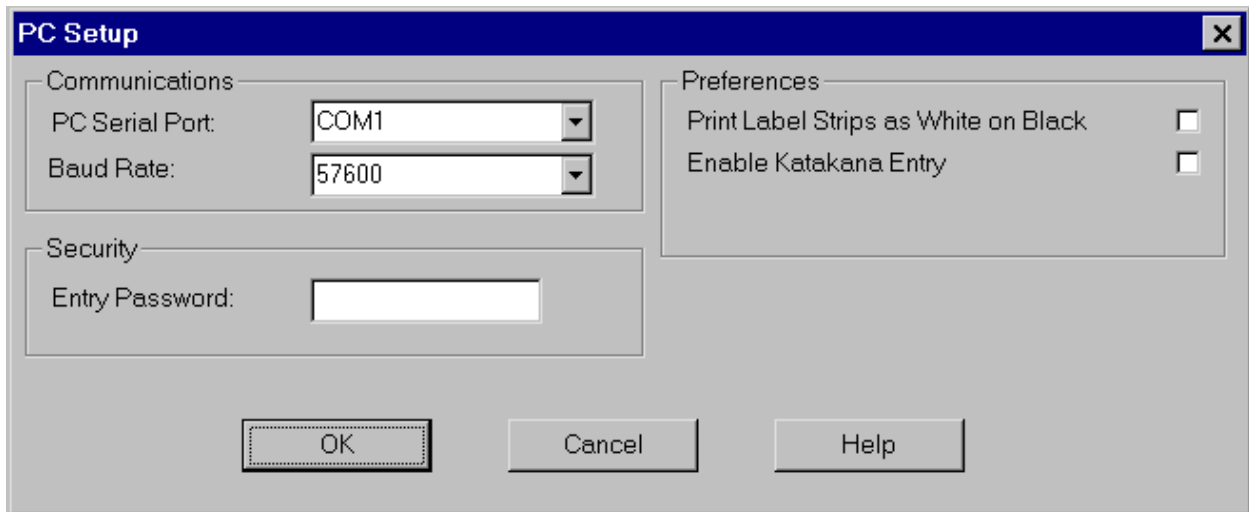 PC Setup
Communications
PC Serial Port: COM1
Baud Rate: 57600
Security
Entry Password:
Preferences
Print Label Strips as White on Black
Enable Katakana Entry
OK Cancel Help